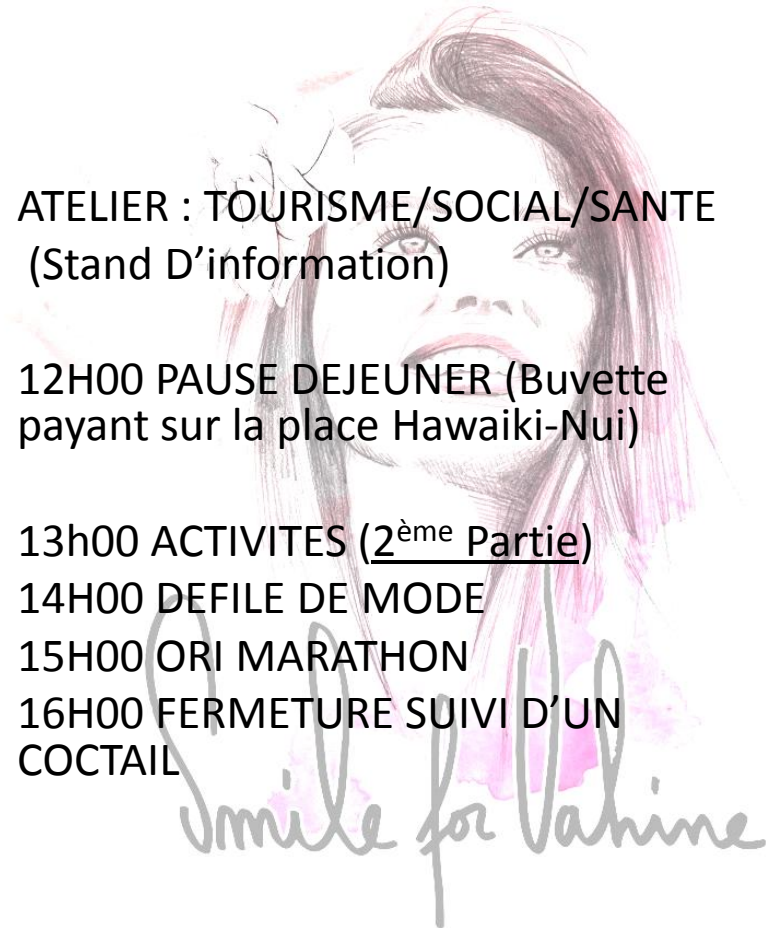 ATELIER : TOURISME/SOCIAL/SANTE
(Stand D’information)
12H00 PAUSE DEJEUNER (Buvette
payant sur la place Hawaiki-Nui)
13h00 ACTIVITES (2ème Partie)
14H00 DEFILE DE MODE
15H00 ORI MARATHON
16H00 FERMETURE SUIVI D’UN
COCTAIL
Smile for Vahine